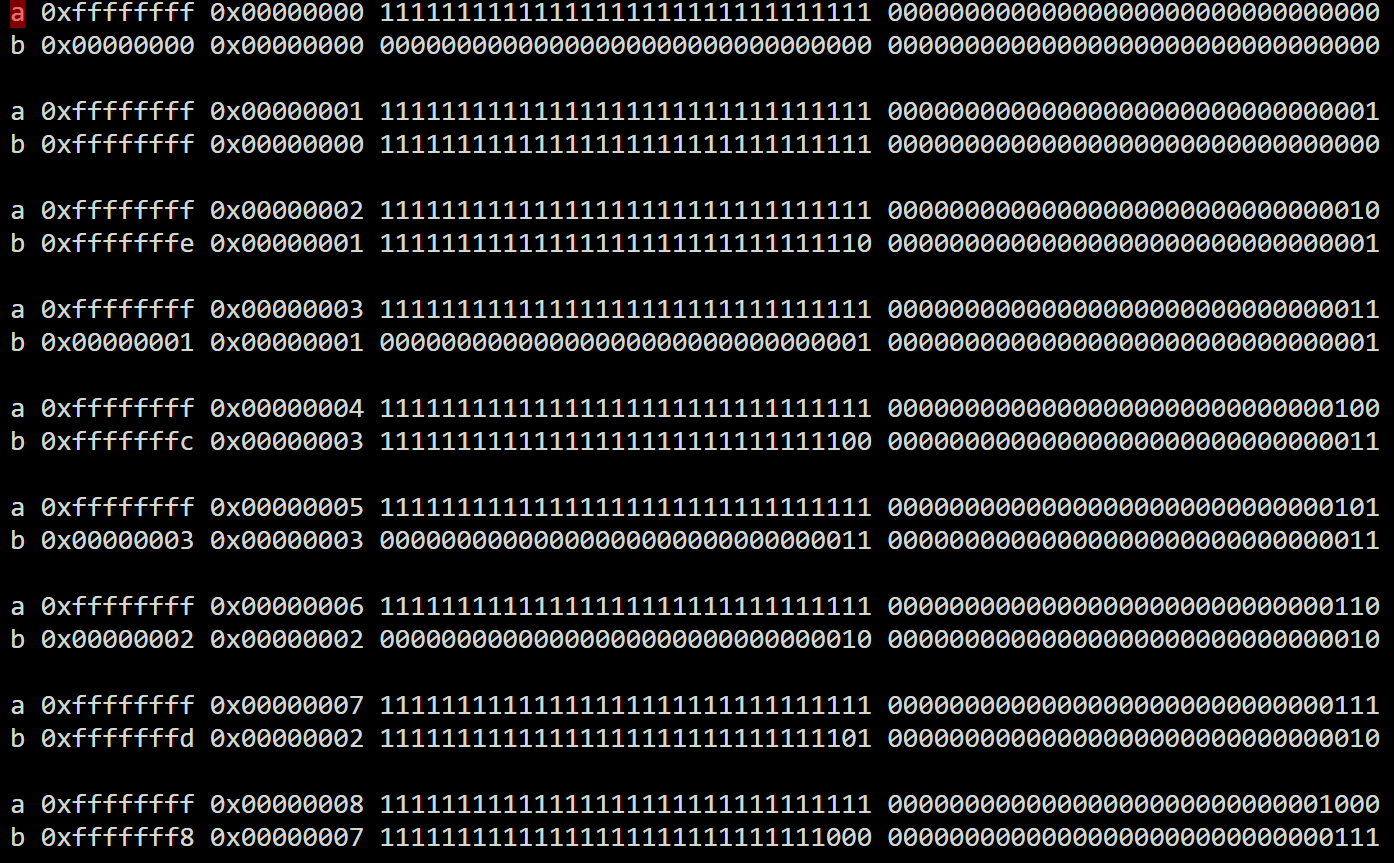 a 0xffffffff 0x00000000 11111111111111111111111111111111 00000000000000000000000000000000
b 0x00000000 0x00000000 00000000000000000000000000000000 00000000000000000000000000000000
a 0xffffffff 0x00000001 11111111111111111111111111111111 00000000000000000000000000000001
b 0xffffffff 0x00000000 11111111111111111111111111111111 00000000000000000000000000000000
a 0xffffffff 0x00000002 11111111111111111111111111111111 00000000000000000000000000000010
b 0xfffffffe 0x00000001 11111111111111111111111111111110 00000000000000000000000000000001
a 0xffffffff 0x00000003 11111111111111111111111111111111 00000000000000000000000000000011
b 0x00000001 0x00000001 00000000000000000000000000000001 00000000000000000000000000000001
a 0xffffffff 0x00000004 11111111111111111111111111111111 00000000000000000000000000000100
b 0xfffffffc 0x00000003 11111111111111111111111111111100 00000000000000000000000000000011
a 0xffffffff 0x00000005 11111111111111111111111111111111 00000000000000000000000000000101
b 0x00000003 0x00000003 00000000000000000000000000000011 00000000000000000000000000000011
a 0xffffffff 0x00000006 11111111111111111111111111111111 00000000000000000000000000000110
b 0x00000002 0x00000002 00000000000000000000000000000010 00000000000000000000000000000010
a 0xffffffff 0x00000007 11111111111111111111111111111111 00000000000000000000000000000111
b 0xfffffffd 0x00000002 11111111111111111111111111111101 00000000000000000000000000000010
a 0xffffffff 0x00000008 11111111111111111111111111111111 00000000000000000000000000001000
b 0xfffffff8 0x00000007 11111111111111111111111111111000 00000000000000000000000000000111